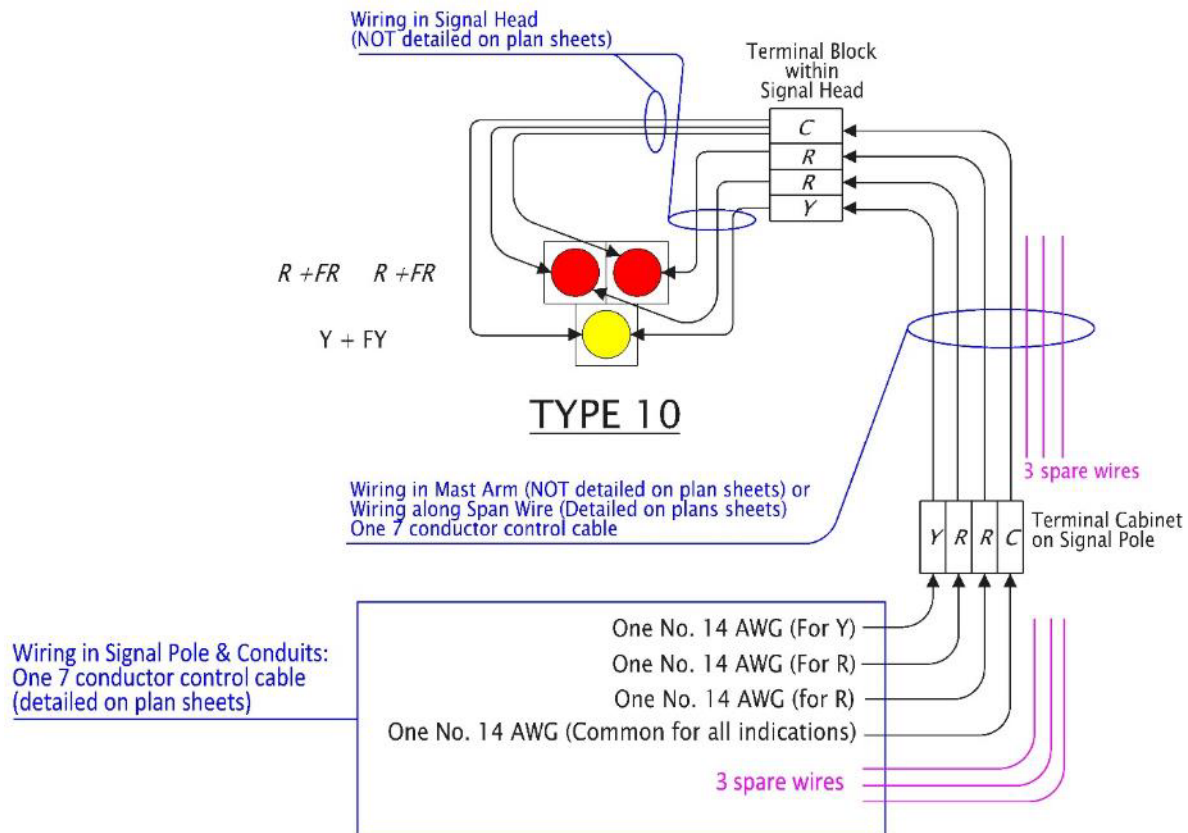 Wiring in Signal Head
(NOT detailed on plan sheets)
Terminal Block
within
Signal Head
C
R
R
Y
R +FR R +FR
Y + FY
TYPE 10
3 spare wires
Wiring in Mast Arm (NOT detailed on plan sheets) or
Wiring along Span Wire (Detailed on plans sheets)
One 7 conductor control cable
Y R R C
Terminal Cabinet
on Signal Pole
Wiring in Signal Pole & Conduits:
One 7 conductor control cable
(detailed on plan sheets)
One No. 14 AWG (For Y)
One No. 14 AWG (For R)
One No. 14 AWG (for R)
One No. 14 AWG (Common for all indications)
3 spare wires